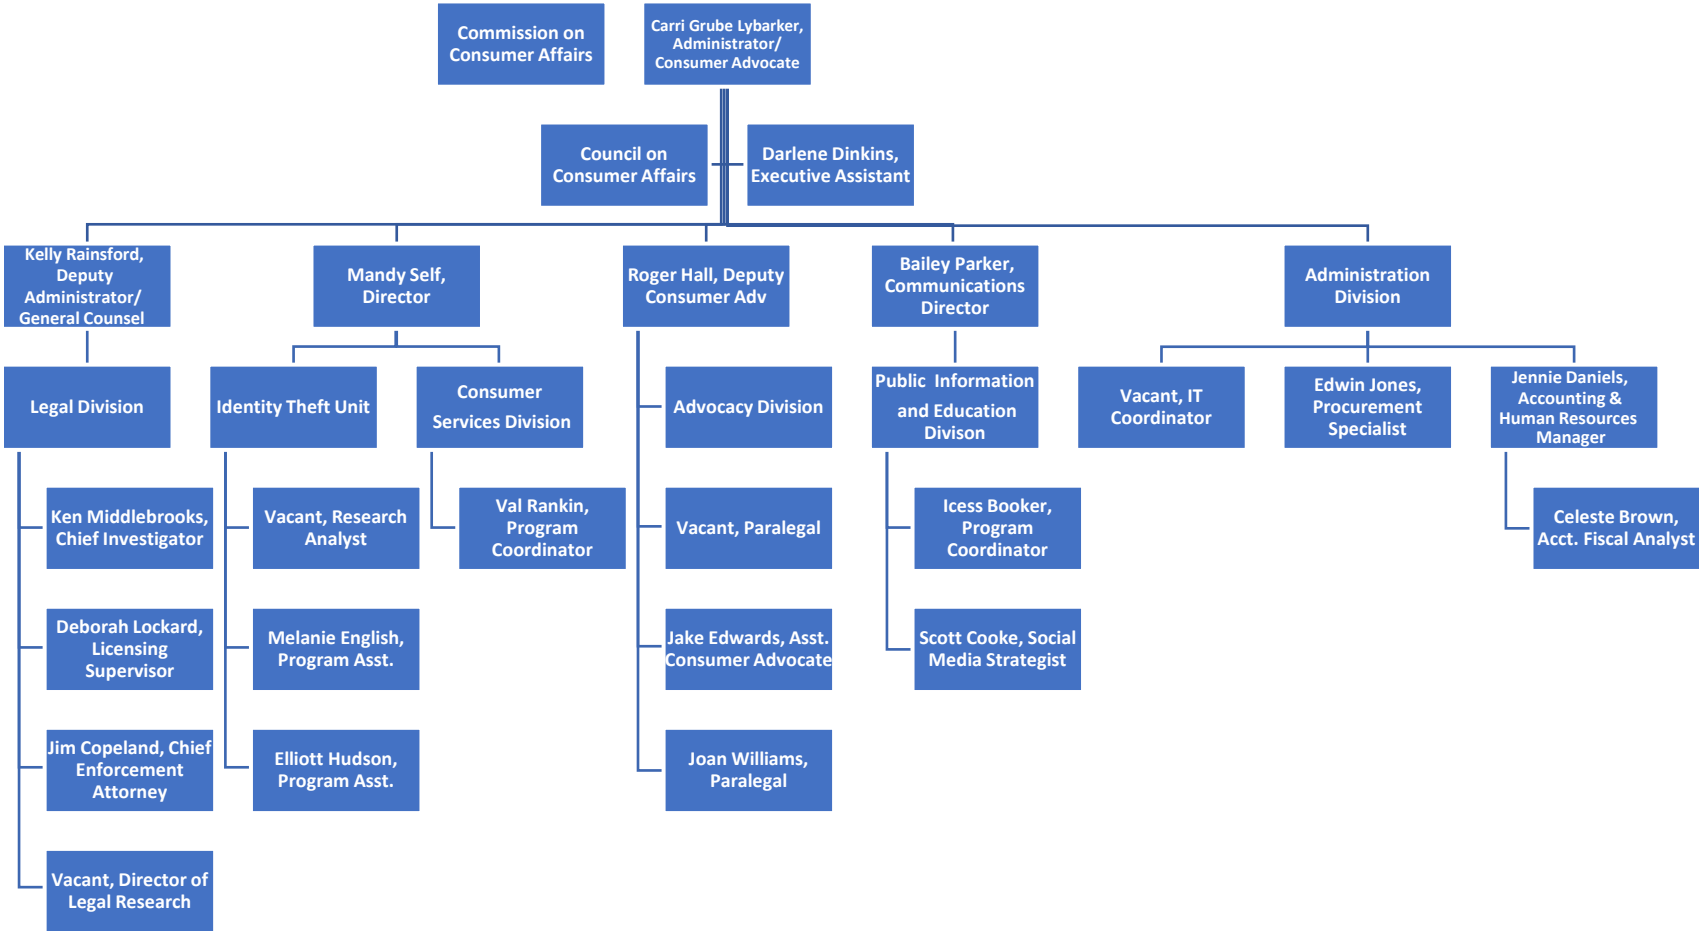 Commission on
Consumer Affairs
Carri Grube Lybarker,
Administrator/
Consumer Advocate
Council on
Consumer Affairs
Darlene Dinkins,
Executive Assistant
Kelly Rainsford,
Deputy
Administrator/
General Counsel
Mandy Self,
Director
Roger Hall, Deputy
Consumer Adv
Bailey Parker,
Communications
Director
Administration
Division
Legal Division
Identity Theft Unit
Consumer
Services Division
Advocacy Division
Public Information
and Education
Divison
Vacant, IT
Coordinator
Edwin Jones,
Procurement
Specialist
Jennie Daniels,
Accounting &
Human Resources
Manager
Ken Middlebrooks,
Chief Investigator
Vacant, Research
Analyst
Val Rankin,
Program
Coordinator
Vacant, Paralegal
Icess Booker,
Program
Coordinator
Celeste Brown,
Acct. Fiscal Analyst
Deborah Lockard,
Licensing
Supervisor
Melanie English,
Program Asst.
Jake Edwards, Asst.
Consumer Advocate
Scott Cooke, Social
Media Strategist
Jim Copeland, Chief
Enforcement
Attorney
Elliott Hudson,
Program Asst.
Joan Williams,
Paralegal
Vacant, Director of
Legal Research